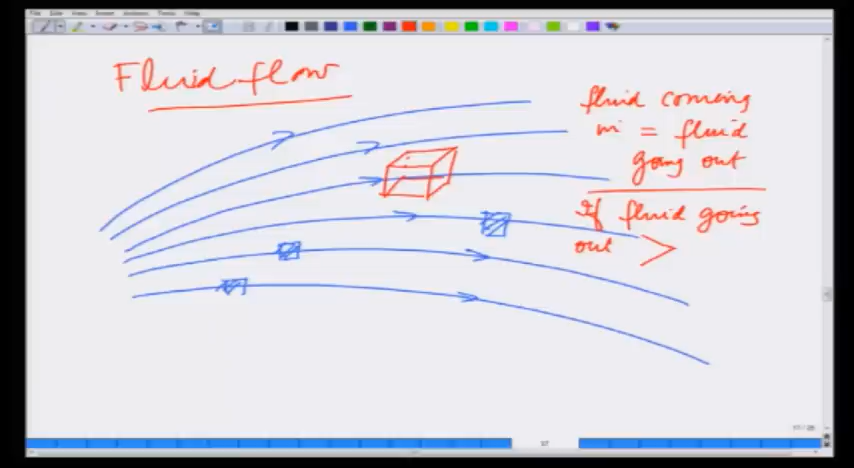 Fluid flow
fluid coming
in = fluid
going out
If fluid going
out >